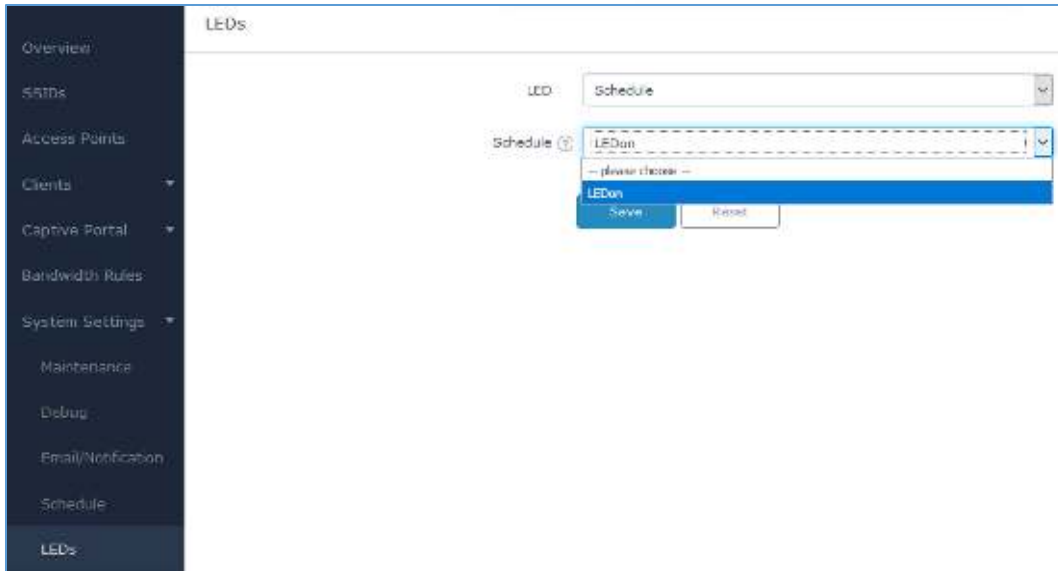 LEDs
Overview
SSIDs
Access Points
Clients
Captive Portal
Bandwidth Rules
System Settings
Maintenance
Debug
Email/Notification
Schedule
LEDs
LED
Schedule
Schedule ?
LEDon
-- please choose --
LEDon
Save
Reset